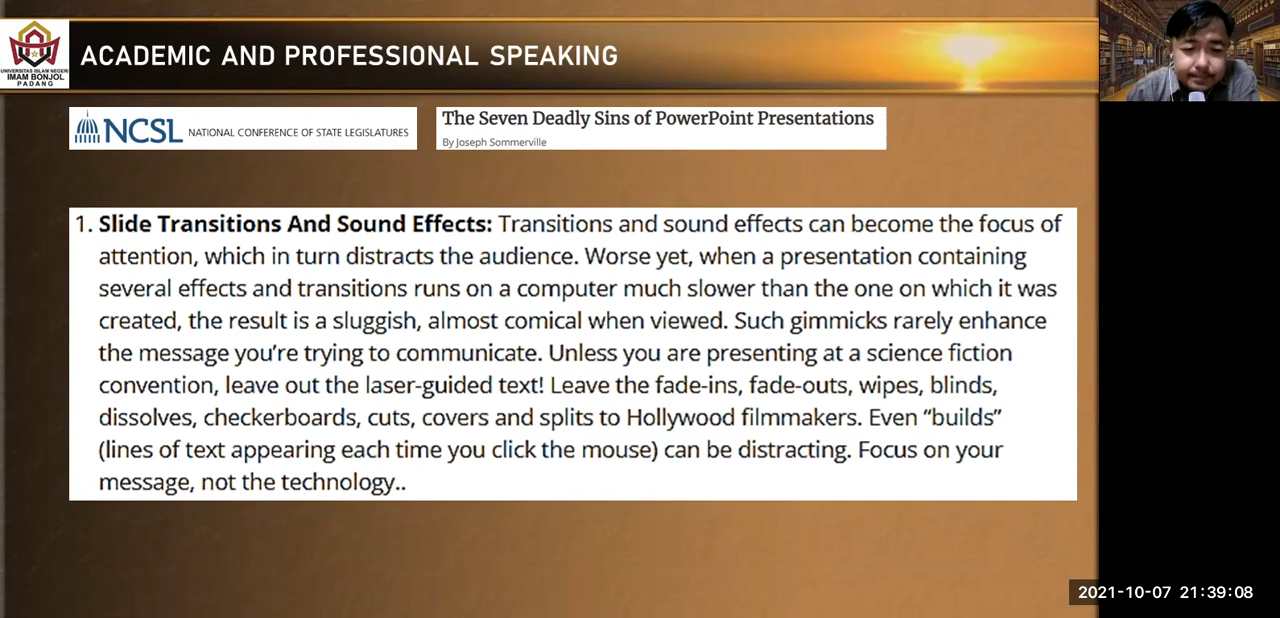 UNIVERSITAS ISLAM NEGERI
IMAM BONJOL
PADANG
ACADEMIC AND PROFESSIONAL SPEAKING
NCSL NATIONAL CONFERENCE OF STATE LEGISLATURES
The Seven Deadly Sins of PowerPoint Presentations
By Joseph Sommerville
1. Slide Transitions And Sound Effects: Transitions and sound effects can become the focus of
attention, which in turn distracts the audience. Worse yet, when a presentation containing
several effects and transitions runs on a computer much slower than the one on which it was
created, the result is a sluggish, almost comical when viewed. Such gimmicks rarely enhance
the message you’re trying to communicate. Unless you are presenting at a science fiction
convention, leave out the laser-guided text! Leave the fade-ins, fade-outs, wipes, blinds,
dissolves, checkerboards, cuts, covers and splits to Hollywood filmmakers. Even “builds”
(lines of text appearing each time you click the mouse) can be distracting. Focus on your
message, not the technology..
2021-10-07 21:39:08